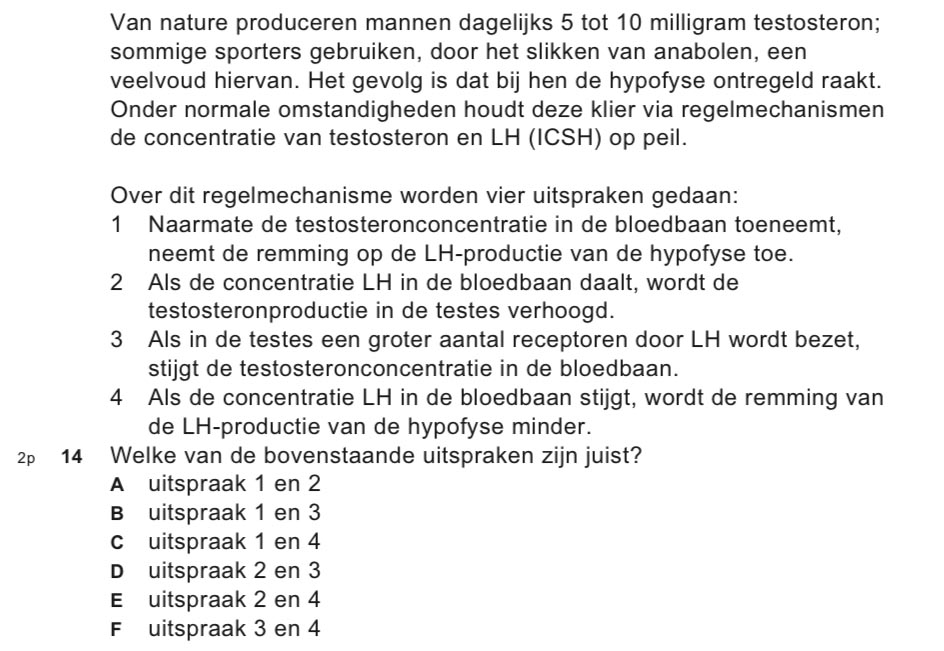 Van nature produceren mannen dagelijks 5 tot 10 milligram testosteron;
sommige sporters gebruiken, door het slikken van anabolen, een
veelvoud hiervan. Het gevolg is dat bij hen de hypofyse ontregeld raakt.
Onder normale omstandigheden houdt deze klier via regelmechanismen
de concentratie van testosteron en LH (ICSH) op peil.
Over dit regelmechanisme worden vier uitspraken gedaan:
1 Naarmate de testosteronconcentratie in de bloedbaan toeneemt,
neemt de remming op de LH-productie van de hypofyse toe.
2 Als de concentratie LH in de bloedbaan daalt, wordt de
testosteronproductie in de testes verhoogd.
3 Als in de testes een groter aantal receptoren door LH wordt bezet,
stijgt de testosteronconcentratie in de bloedbaan.
4 Als de concentratie LH in de bloedbaan stijgt, wordt de remming van
de LH-productie van de hypofyse minder.
2p 14 Welke van de bovenstaande uitspraken zijn juist?
A uitspraak 1 en 2
B uitspraak 1 en 3
C uitspraak 1 en 4
D uitspraak 2 en 3
E uitspraak 2 en 4
F uitspraak 3 en 4